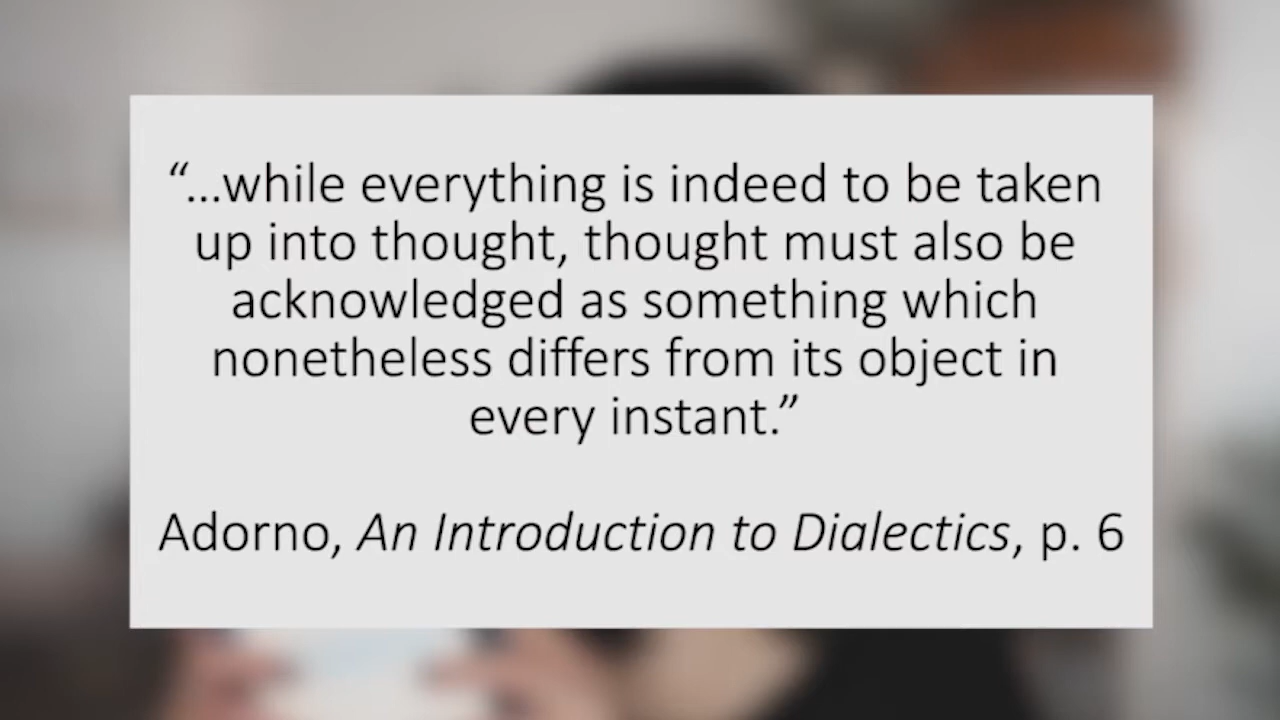 “...while everything is indeed to be taken
up into thought, thought must also be
acknowledged as something which
nonetheless differs from its object in
every instant.”
Adorno, An Introduction to Dialectics, p. 6